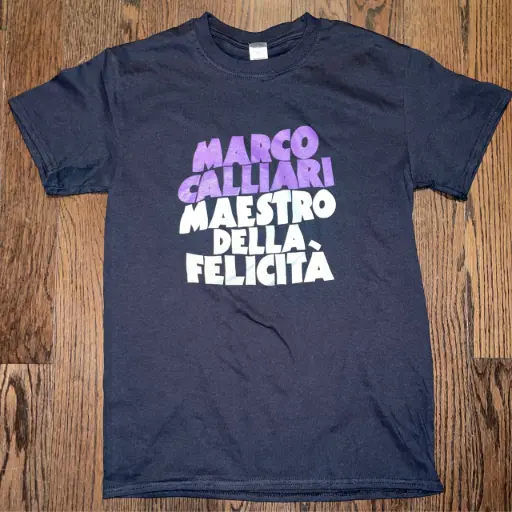 MARCO
CALLIARI
MAESTRO
DELLA
FELICITÀ